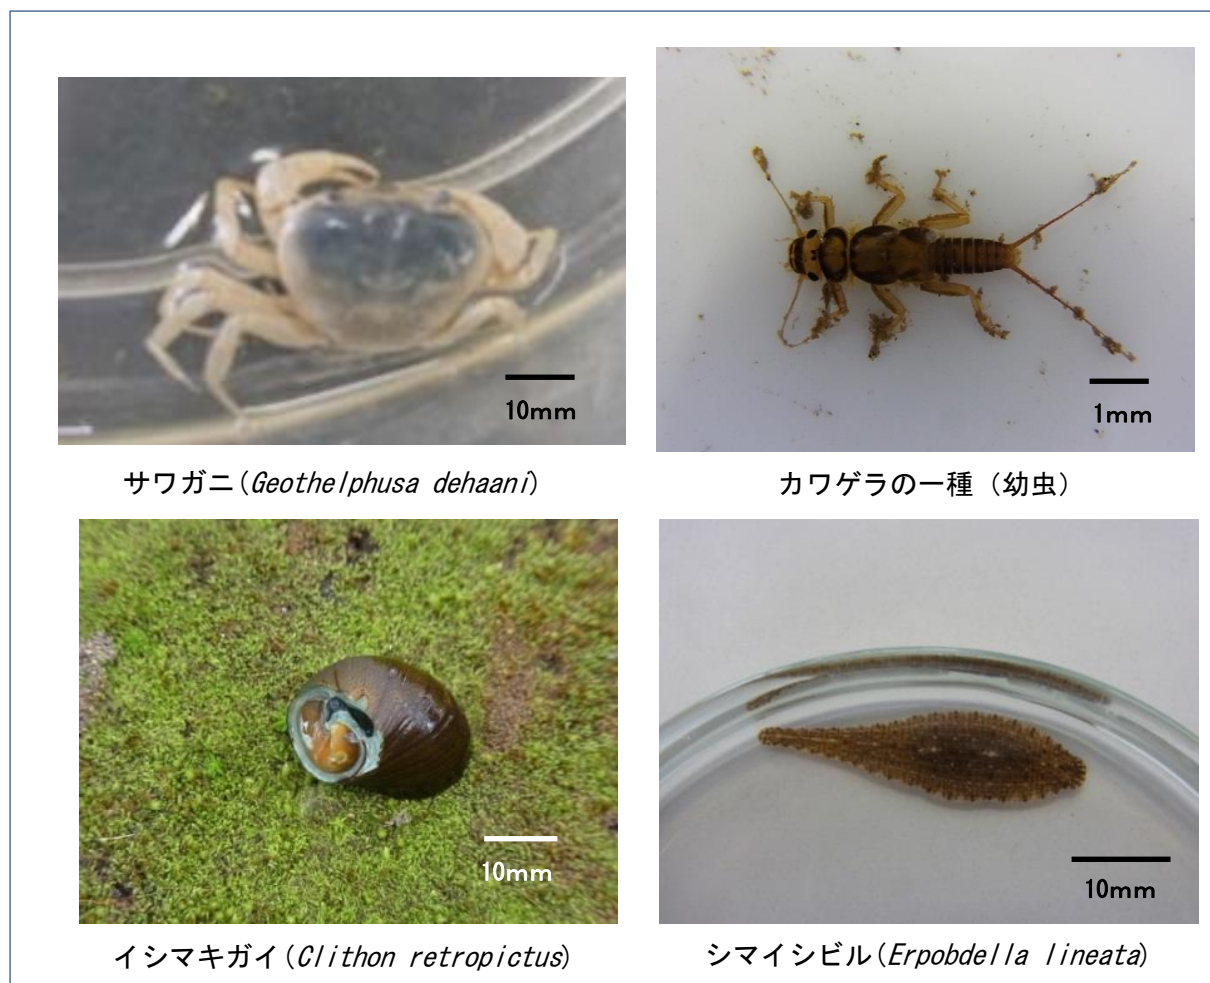 10mm
1mm
サワガニ(Geothelphusa dehaani)
カワゲラの一種（幼虫）
10mm
10mm
イシマキガイ(Clithon retropictus)
シマイシビル(Erpobdella lineata)